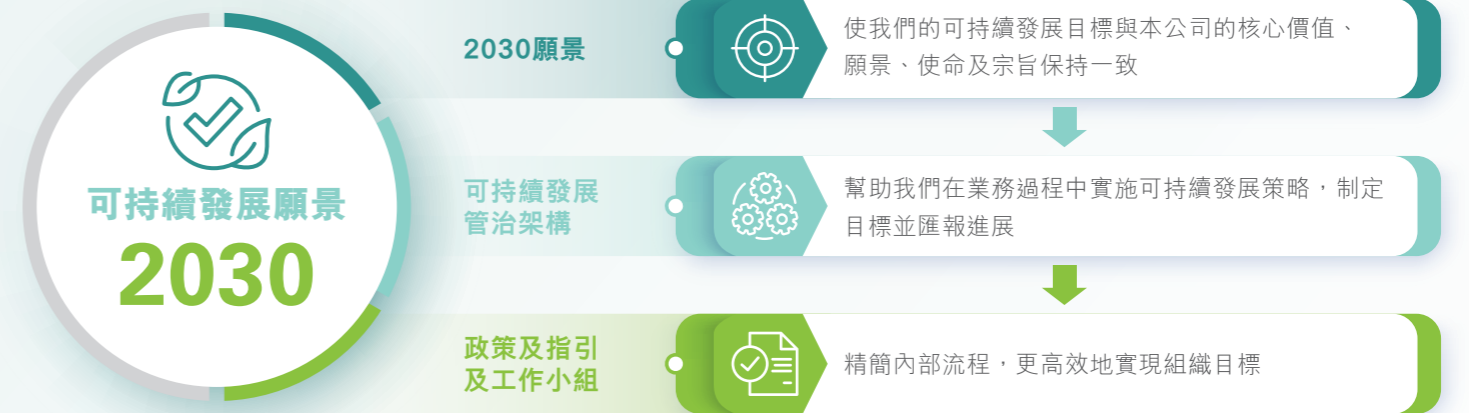 可持續發展願景
2030
2030願景
使我們的可持續發展目標與本公司的核心價值、
願景、使命及宗旨保持一致
可持續發展
管治架構
幫助我們在業務過程中實施可持續發展策略，制定
目標並匯報進展
政策及指引
及工作小組
精簡內部流程，更高效地實現組織目標